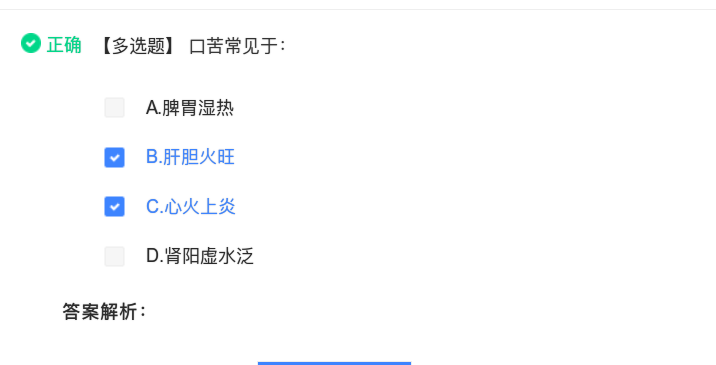 正确 【多选题】 口苦常见于：
A.脾胃湿热
B.肝胆火旺
C.心火上炎
D.肾阳虚水泛
答案解析：